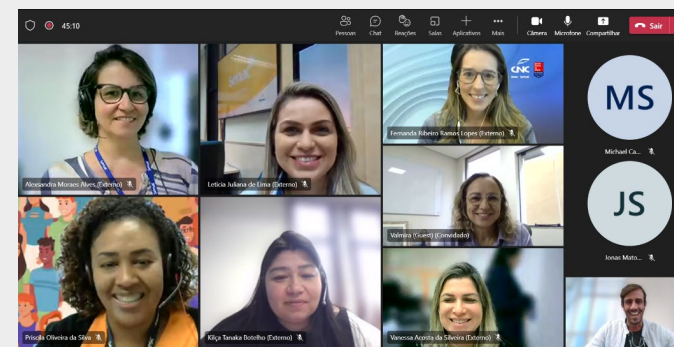 45:10
Pessoas Chat Reações Salas Aplicativos Mais Câmera Microfone Compartilhar Sair
CNC
Alexsandra Moraes Alves (Externo)
Leticia Juliana de Lima (Externo)
Fernanda Ribeiro Ramos Lopes (Externo)
MS
Michael Ca...
Valmira (Guest) (Convidado)
JS
Jonas Mato...
Priscila Oliveira da Silva
Kilça Tanaka Botelho (Externo)
Vanessa Acosta da Silveira (Externo)